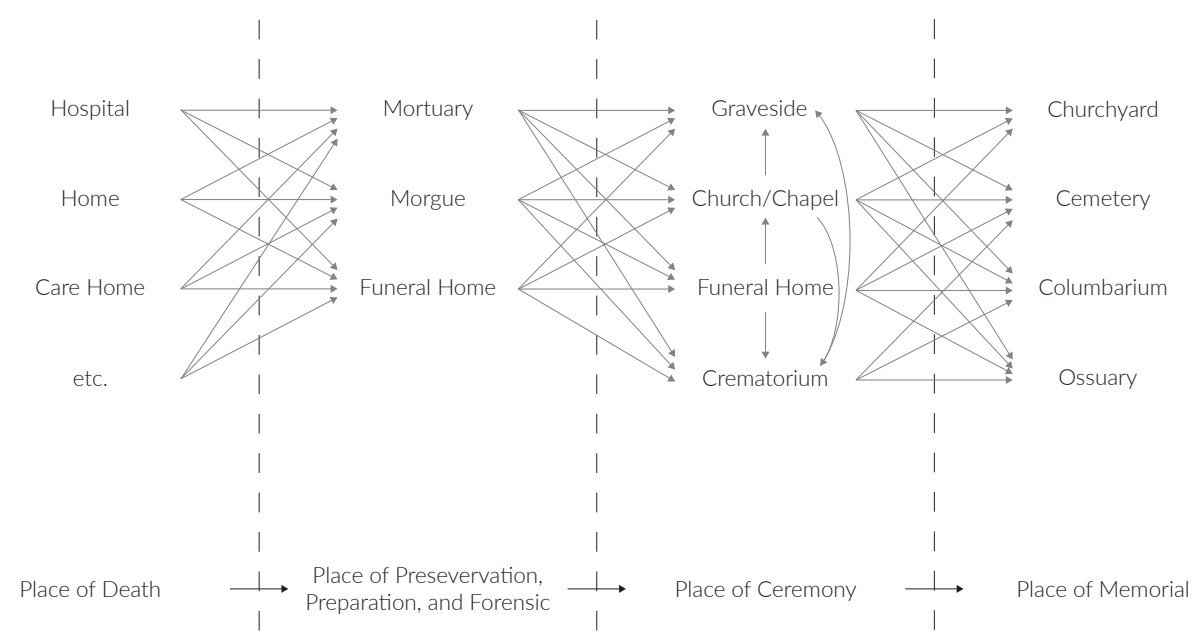 Hospital
Home
Care Home
etc.
Mortuary
Morgue
Funeral Home
Graveside
Church/Chapel
Funeral Home
Crematorium
Churchyard
Cemetery
Columbarium
Ossuary
Place of Death
Place of Presevervation,
Preparation, and Forensic
Place of Ceremony
Place of Memorial